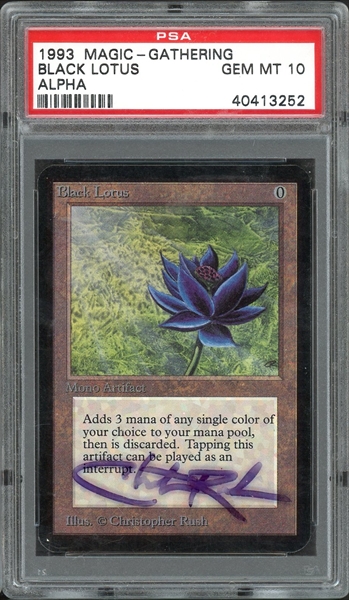 PSA
1993 MAGIC-GATHERING
BLACK LOTUS GEM MT 10
ALPHA 40413252
Black Lotus 0
Mono Artifact
Adds 3 mana of any single color of
your choice to your mana pool,
then is discarded. Tapping this
artifact can be played as an
interrupt.
Illus. © Christopher Rush